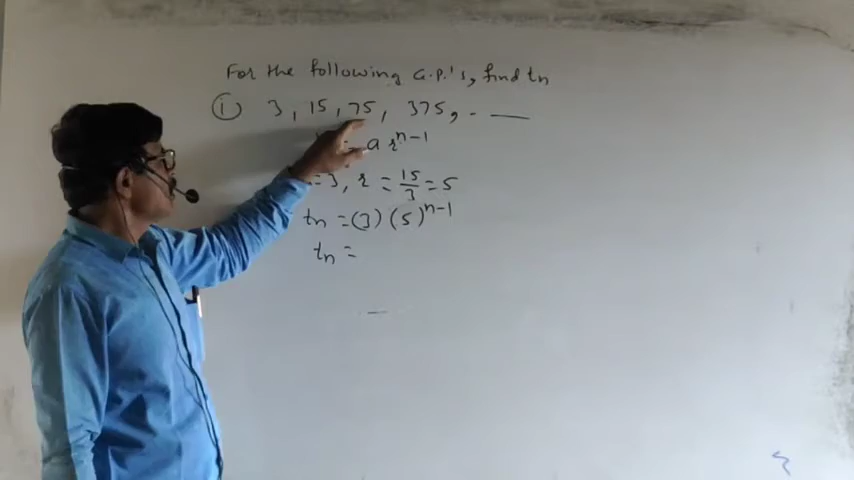 For the following G.P.'s, find tn
① 3, 15, 75, 375, - —
= a r^n-1
=3, r = 15/3 = 5
tn = (3) (5)^n-1
tn =